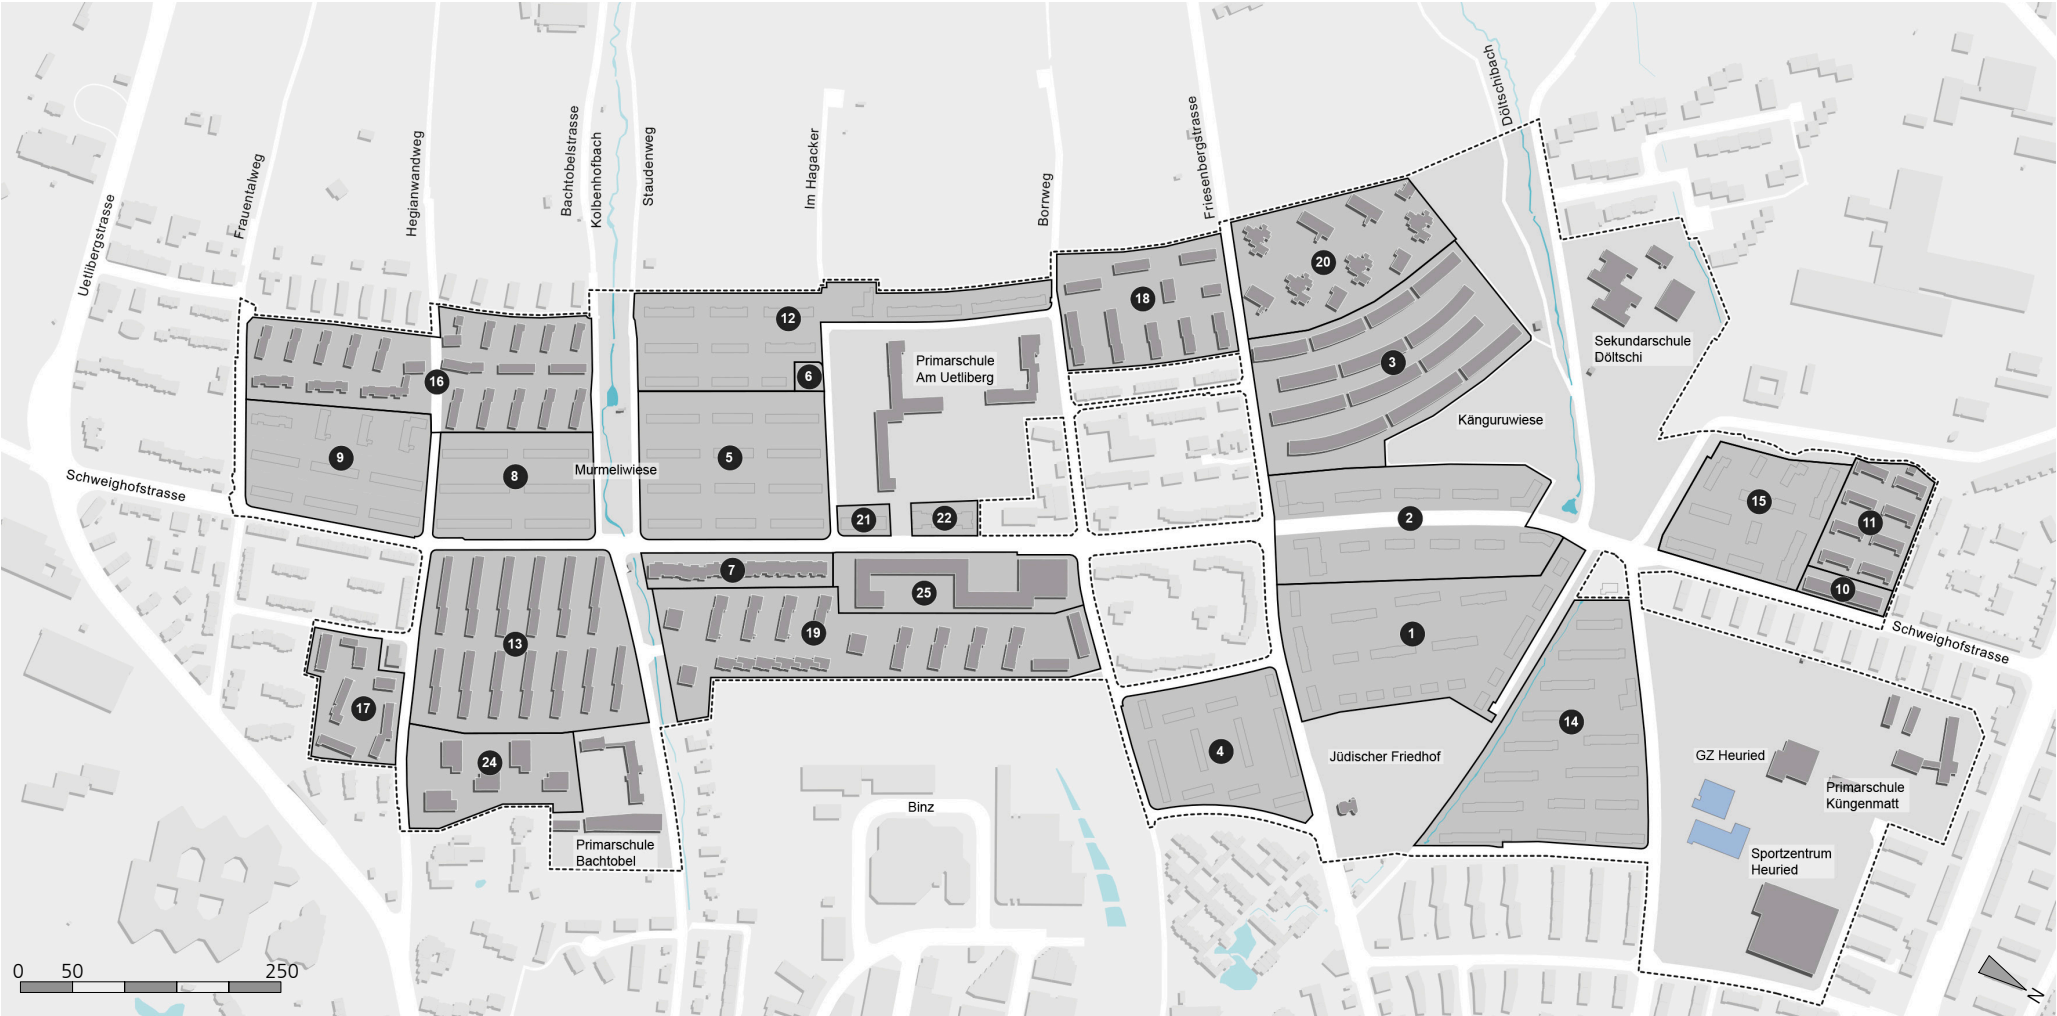 Döltschibach
Bachtobelstrasse
Kolbenhofbach
Staudenweg
Im Hagacker
Friesenbergstrasse
Hegianwandweg
Frauentalweg
Borrweg
Uetlibergstrasse
20
18
12
Sekundarschule
Döltschi
Primarschule
Am Uetliberg
3
6
16
Känguruwiese
9
8
Murmeliwiese
5
Schweighofstrasse
15
21
22
2
11
7
25
10
13
19
1
Schweighofstrasse
17
14
24
4
Jüdischer Friedhof
GZ Heuried
Primarschule
Küngenmatt
Binz
Primarschule
Bachtobel
Sportzentrum
Heuried
0 50 250
N